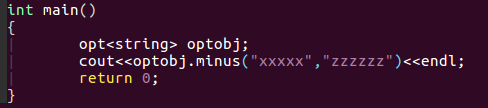 int main()
{
        opt<string> optobj;
        cout<<optobj.minus("xxxxx","zzzzzz")<<endl;
        return 0;
}